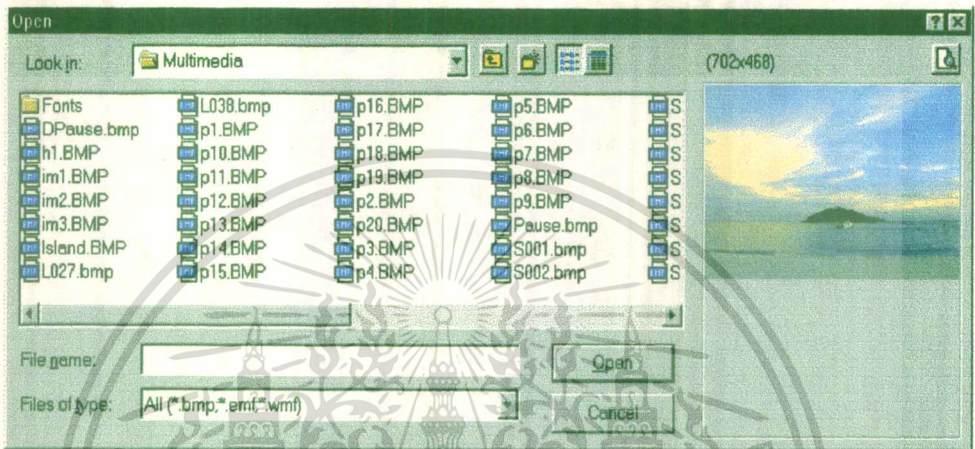 Open
Look in: Multimedia (702x468)
Fonts L038.bmp p16.BMP p5.BMP S
DPause.bmp p1.BMP p17.BMP p6.BMP S
h1.BMP p10.BMP p18.BMP p7.BMP S
im1.BMP p11.BMP p19.BMP p8.BMP S
im2.BMP p12.BMP p2.BMP p9.BMP S
im3.BMP p13.BMP p20.BMP Pause.bmp S
Island.BMP p14.BMP p3.BMP S001.bmp S
L027.bmp p15.BMP p4.BMP S002.bmp S
File name: Open
Files of type: All (*.bmp,*.emf,*.wmf) Cancel